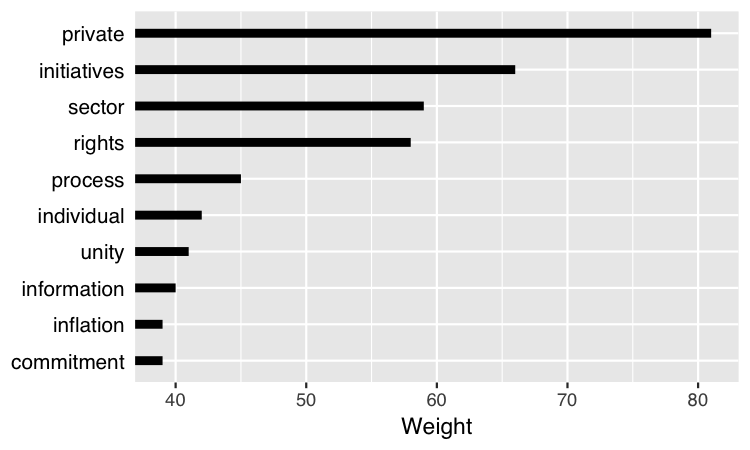 private
initiatives
sector
rights
process
individual
unity
information
inflation
commitment
40 50 60 70 80
Weight